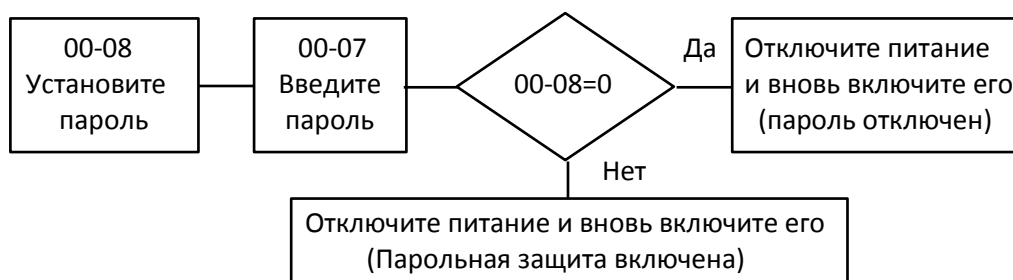 00-08
Установите
пароль
00-07
Введите
пароль
00-08=0
Да
Отключите питание
и вновь включите его
(пароль отключен)
Нет
Отключите питание и вновь включите его
(Парольная защита включена)